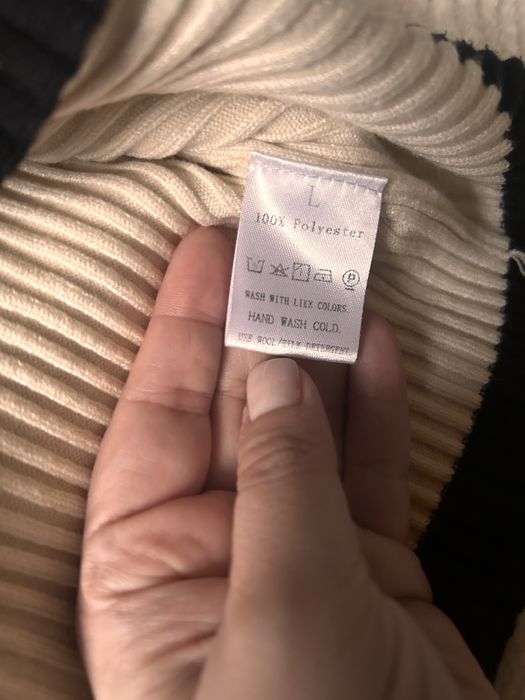 L
100% Polyester
P
WASH WITH LIKE COLORS.
HAND WASH COLD.
USE WOOL/SILK DETERGENT.